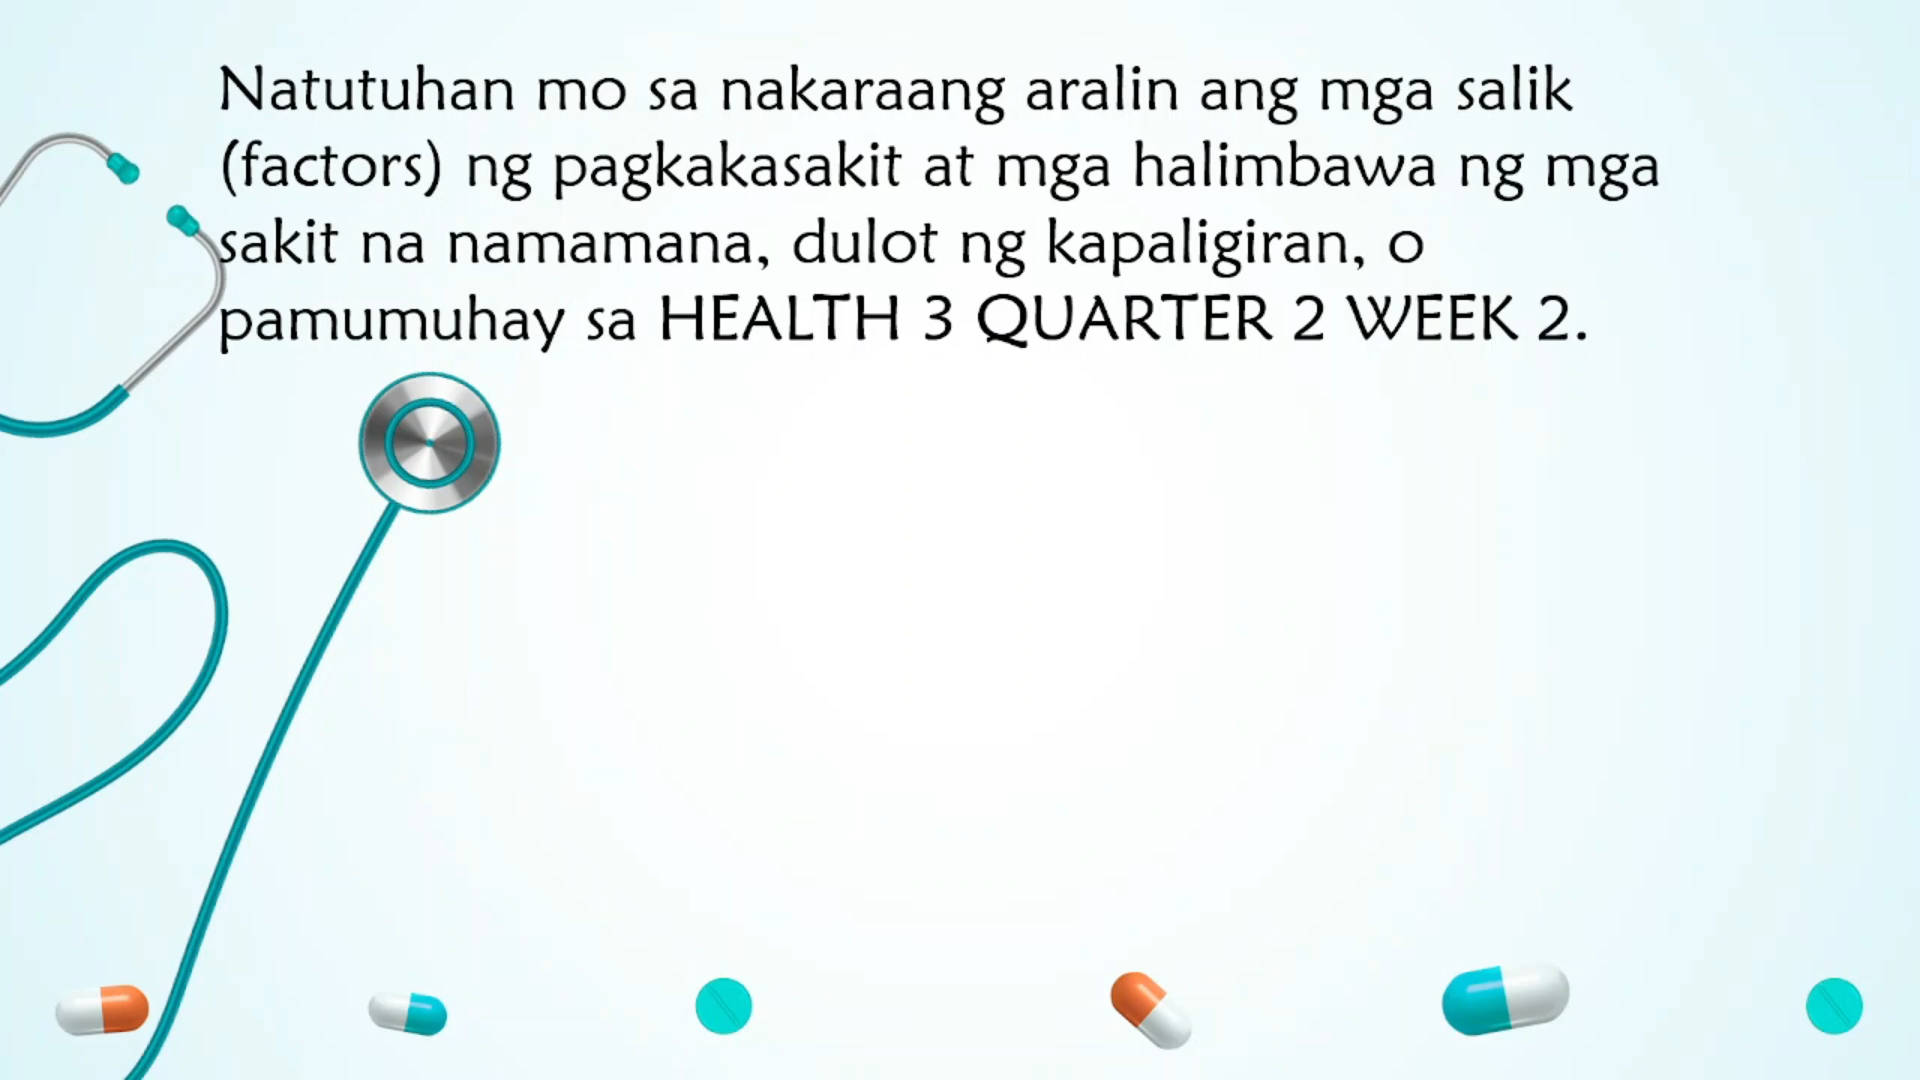 Natutuhan mo sa nakaraang aralin ang mga salik
(factors) ng pagkakasakit at mga halimbawa ng mga
sakit na namamana, dulot ng kapaligiran, o
pamumuhay sa HEALTH 3 QUARTER 2 WEEK 2.